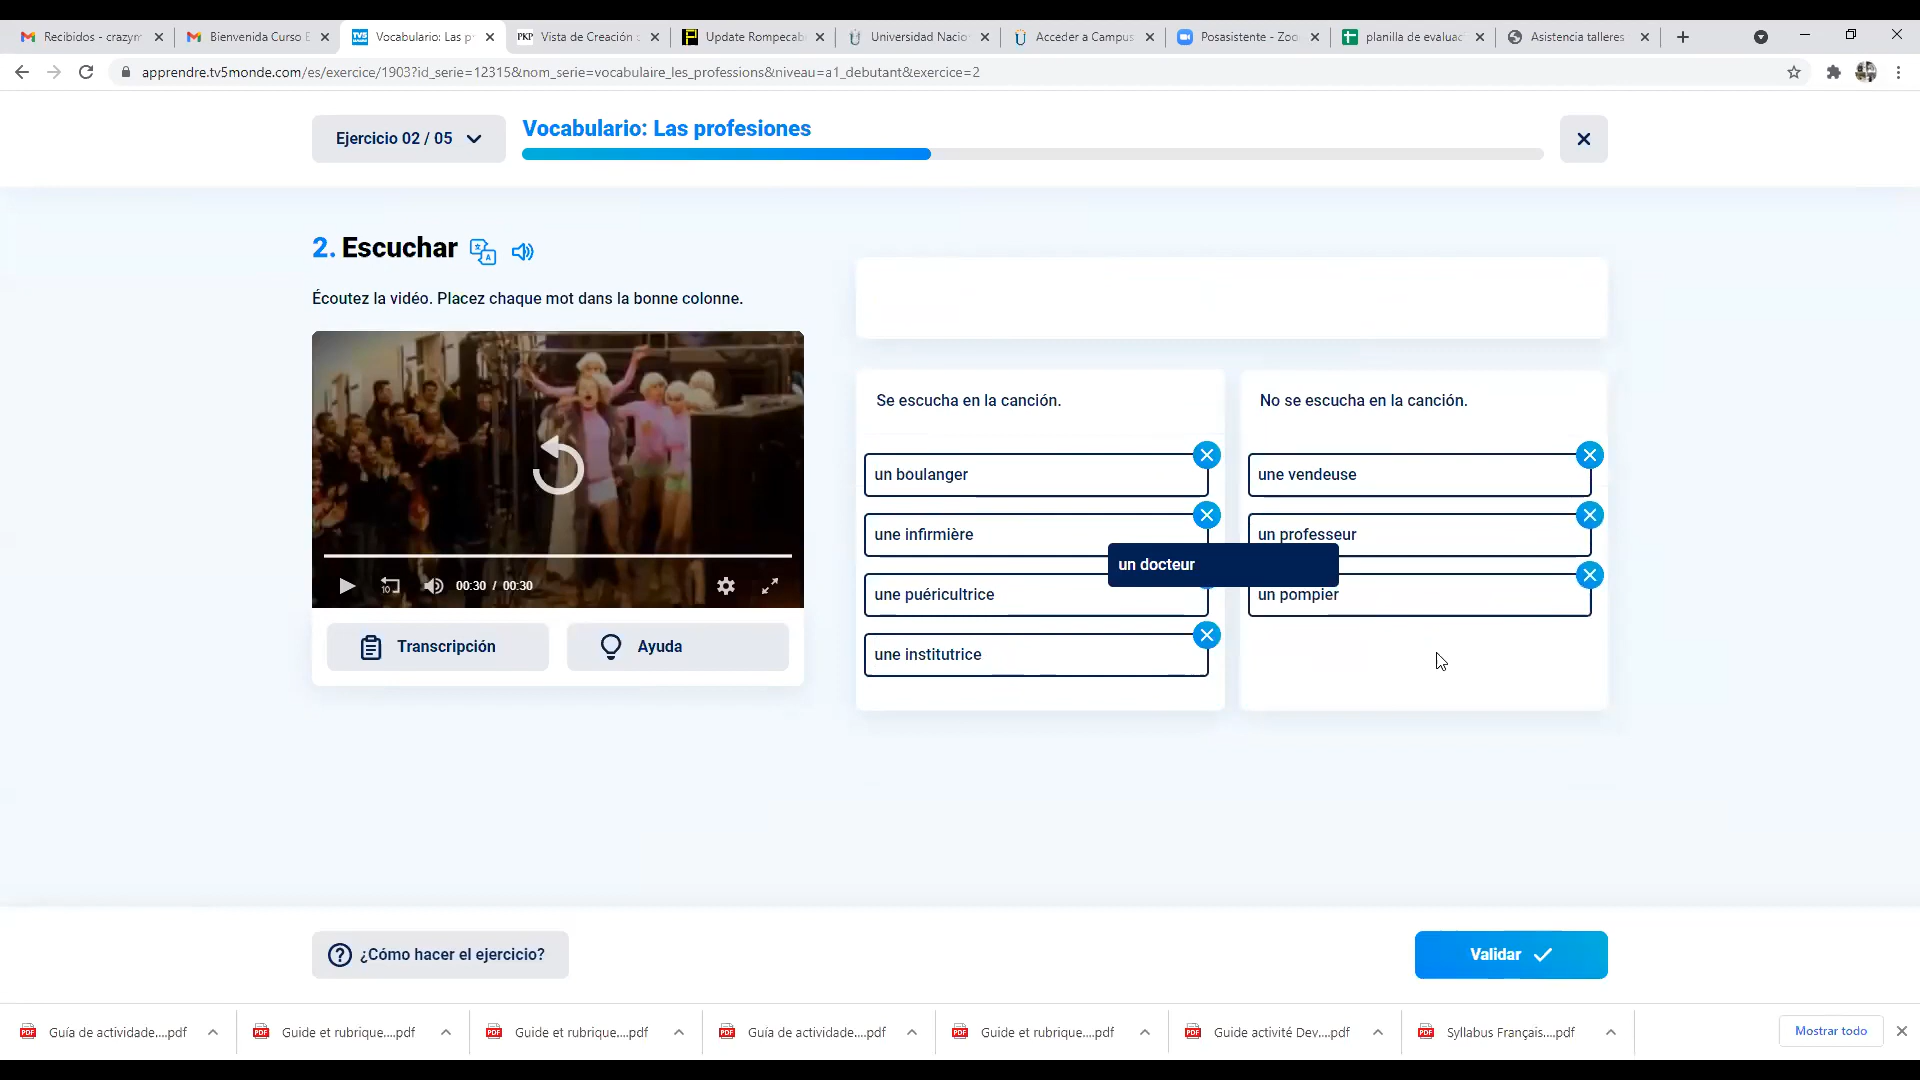 Recibidos - crazyn
Bienvenida Curso E
TV5
Vocabulario: Las p
PKP
Vista de Creación
Update Rompecab
Universidad Nacio
Acceder a Campus
Posasistente - Zoo
planilla de evaluac
Asistencia talleres
apprendre.tv5monde.com/es/exercice/1903?id_serie=12315&nom_serie=vocabulaire_les_professions&niveau=a1_debutant&exercice=2
Ejercicio 02 / 05
Vocabulario: Las profesiones
2. Escuchar
Écoutez la vidéo. Placez chaque mot dans la bonne colonne.
10
00:30 / 00:30
Transcripción
Ayuda
Se escucha en la canción.
un boulanger
une infirmière
une puéricultrice
une institutrice
un docteur
No se escucha en la canción.
une vendeuse
un professeur
un pompier
¿Cómo hacer el ejercicio?
Validar
Guía de actividade....pdf
Guide et rubrique....pdf
Guide et rubrique....pdf
Guía de actividade....pdf
Guide et rubrique....pdf
Guide activité Dev....pdf
Syllabus Français....pdf
Mostrar todo